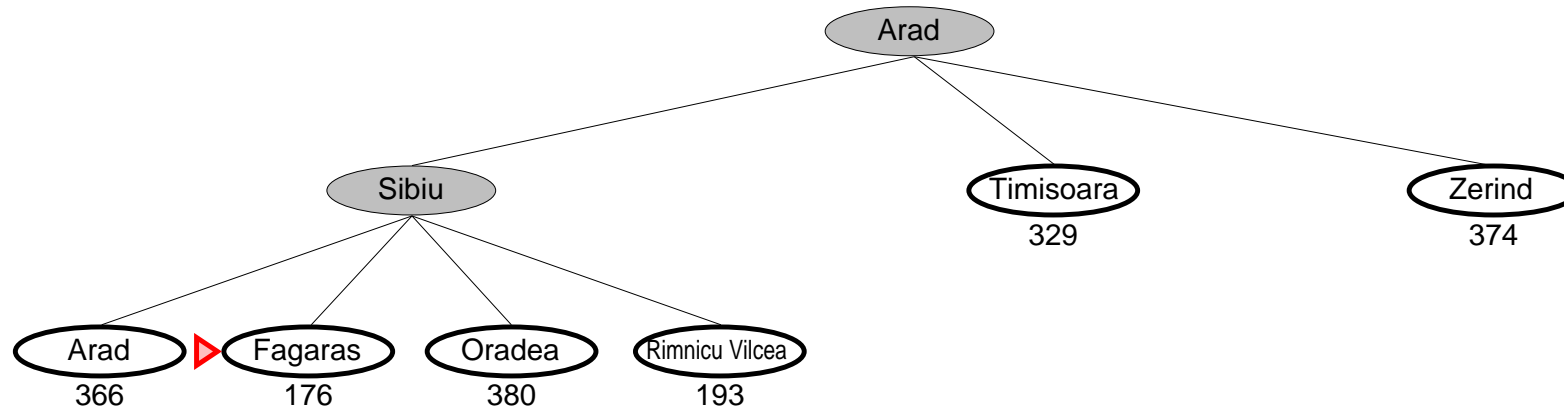 Arad
Sibiu
Timisoara
Zerind
329
374
Arad
Fagaras
Oradea
Rimnicu Vilcea
366
176
380
193